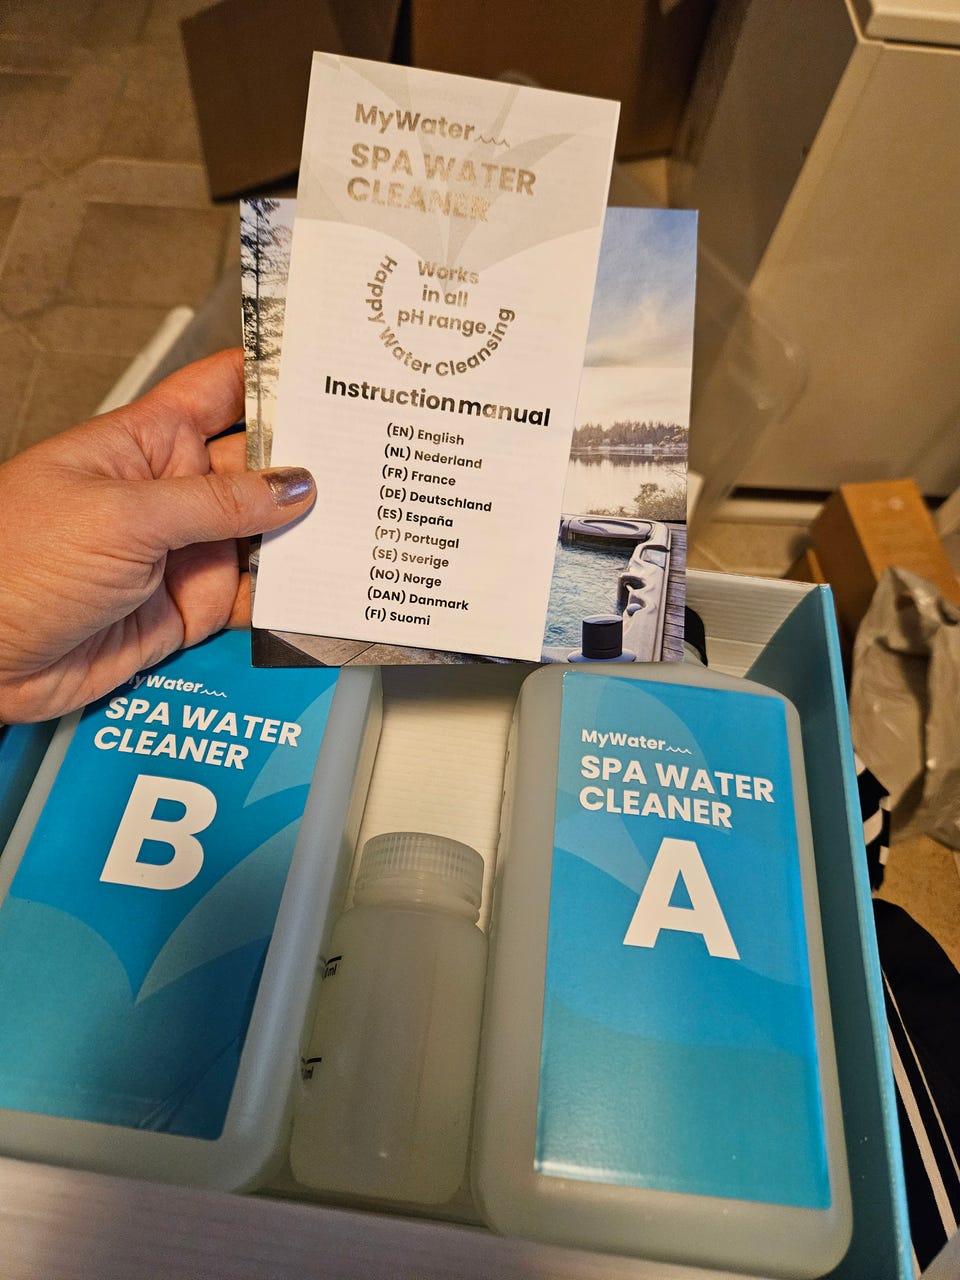 MyWater
SPA WATER
CLEANER
Works
in all
pH range.
Happy Water Cleansing
Instruction manual
(EN) English
(NL) Nederland
(FR) France
(DE) Deutschland
(ES) España
(PT) Portugal
(SE) Sverige
(NO) Norge
(DAN) Danmark
(FI) Suomi
MyWater
SPA WATER
CLEANER
B
MyWater
SPA WATER
CLEANER
A
ml
ml